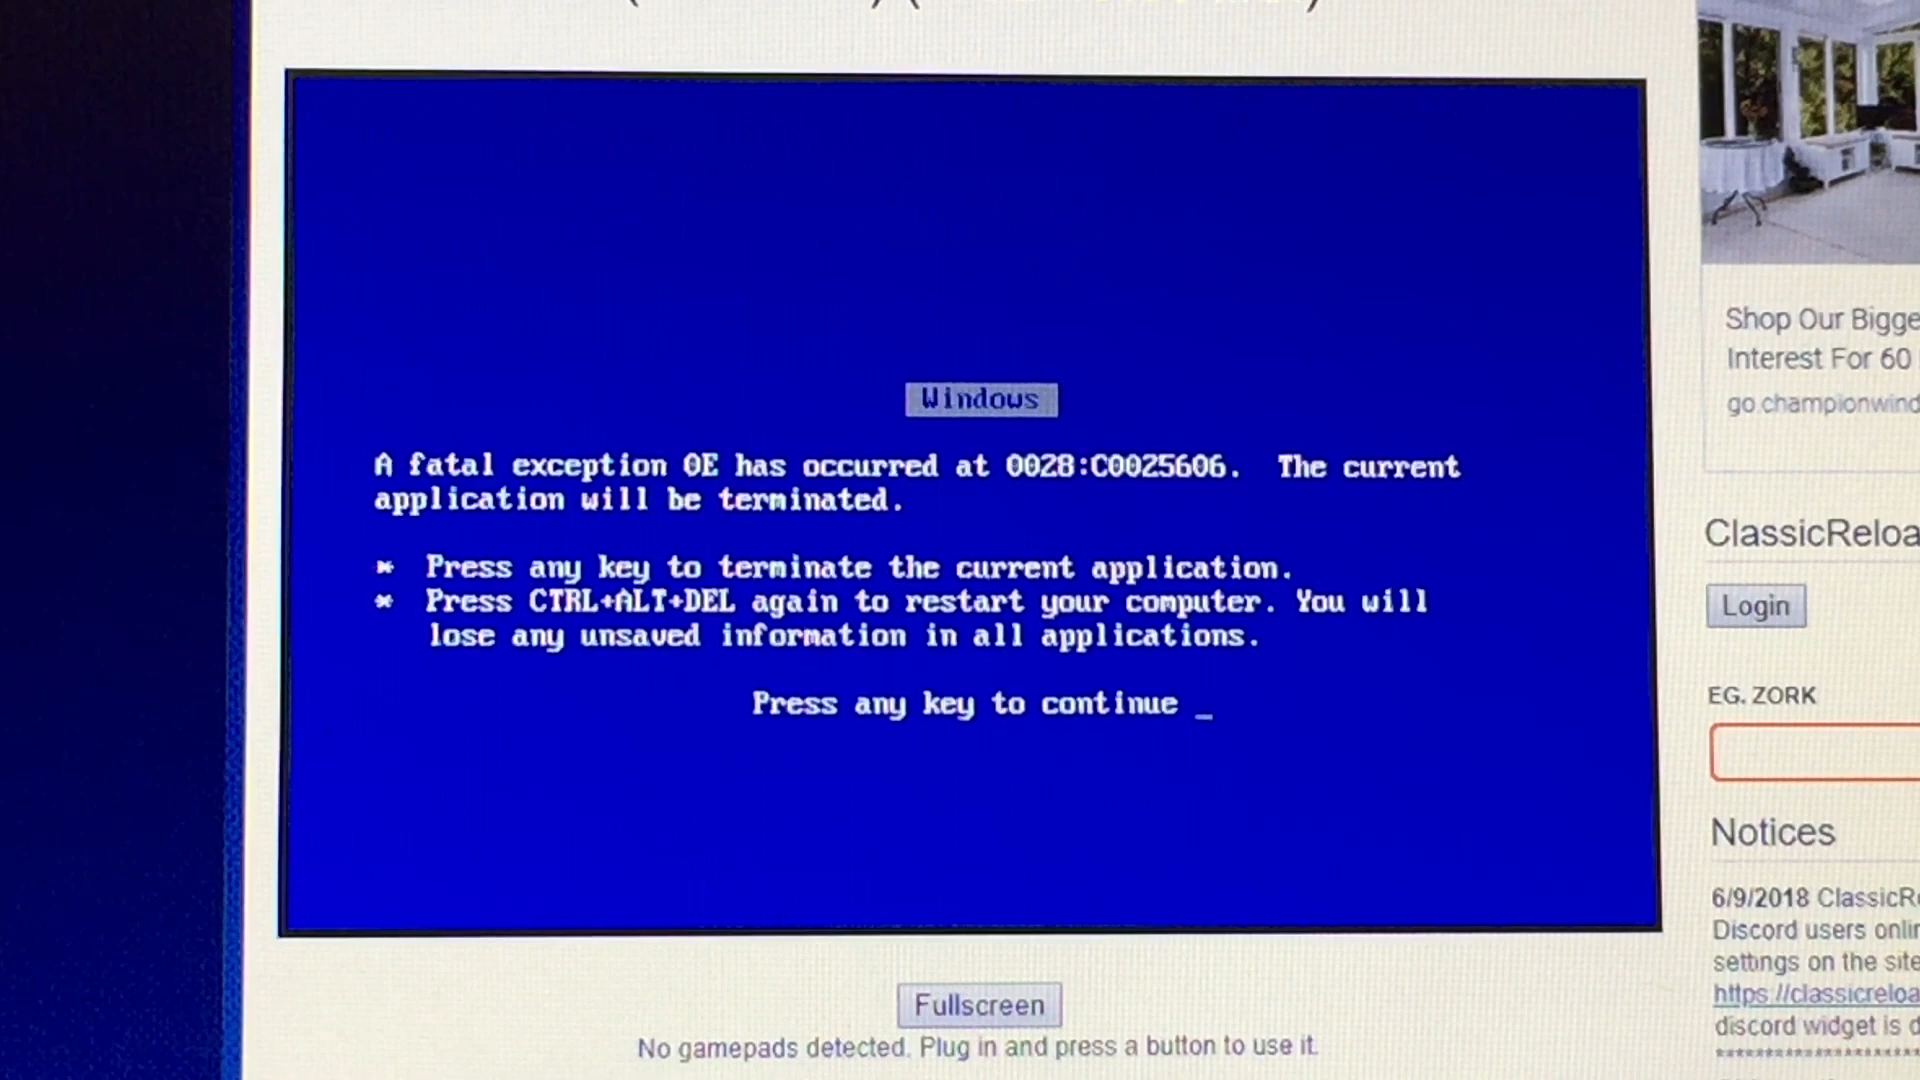 Windows
A fatal exception 0E has occurred at 0028:C0025606. The current
application will be terminated.
* Press any key to terminate the current application.
* Press CTRL+ALT+DEL again to restart your computer. You will
lose any unsaved information in all applications.
Press any key to continue _
Fullscreen
No gamepads detected. Plug in and press a button to use it.
Shop Our Bigge
Interest For 60
go.championwind
ClassicReloa
Login
EG. ZORK
Notices
6/9/2018 ClassicRe
Discord users onlin
settings on the site
https://classicreloa
discord widget is d